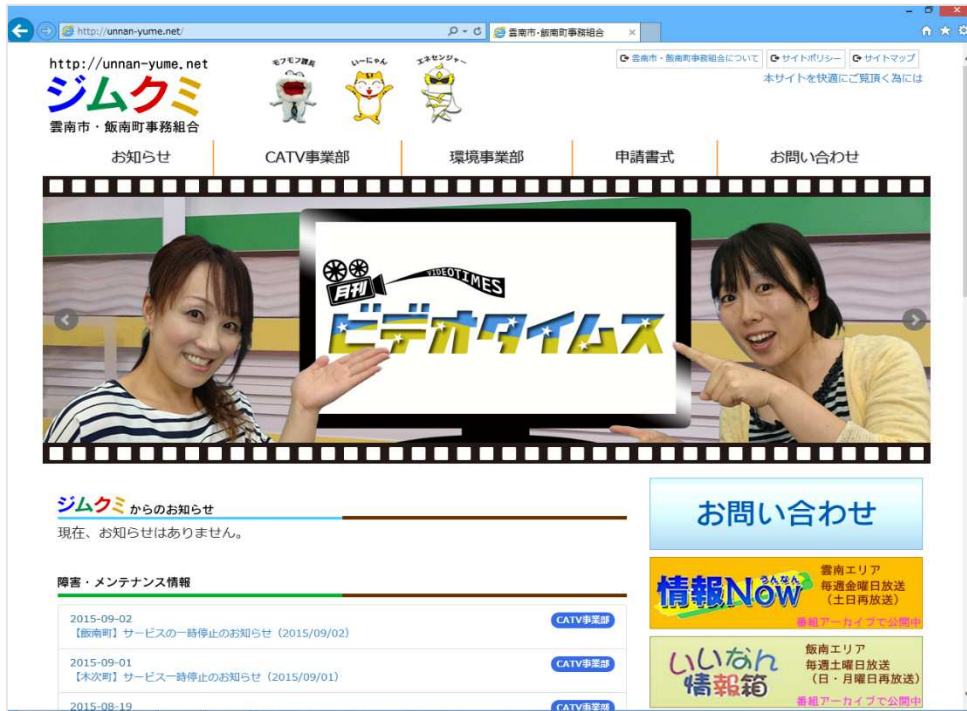 http://unnan-yume.net/
雲南市・飯南町事務組合
http://unnan-yume.net
ジムクミ
雲南市・飯南町事務組合
モフモフ課長
いーにゃん
エネセンジャー
雲南市・飯南町事務組合について
サイトポリシー
サイトマップ
本サイトを快適にご覧頂く為には
お知らせ
CATV事業部
環境事業部
申請書式
お問い合わせ
月刊
VIDEOTIMES
ビデオタイムス
ジムクミからのお知らせ
現在、お知らせはありません。
障害・メンテナンス情報
2015-09-02
CATV事業部
【飯南町】サービスの一時停止のお知らせ（2015/09/02）
2015-09-01
CATV事業部
【木次町】サービス一時停止のお知らせ（2015/09/01）
2015-08-19
CATV事業部
お問い合わせ
情報Now
うんなん
雲南エリア
毎週金曜日放送
（土日再放送）
番組アーカイブで公開中
いいなん
情報箱
飯南エリア
毎週土曜日放送
（日・月曜日再放送）
番組アーカイブで公開中